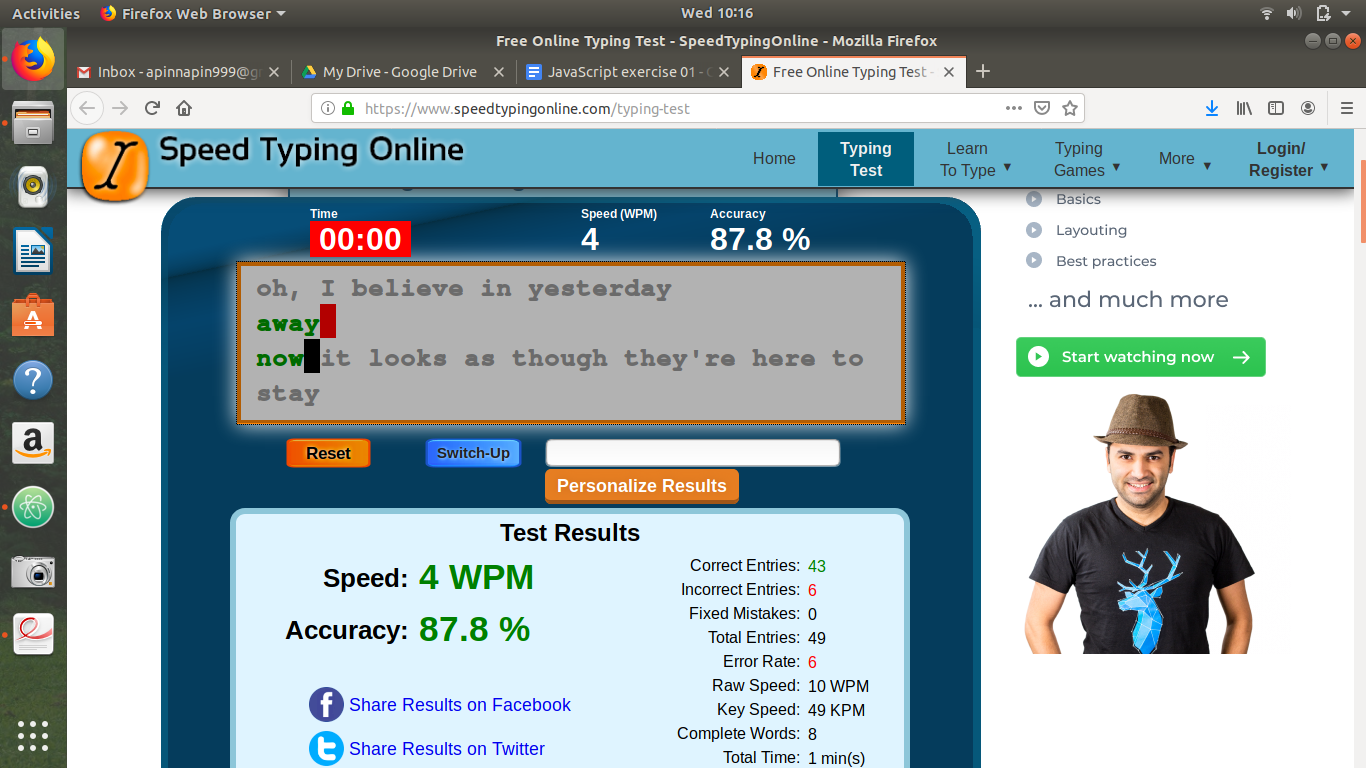 Activities Firefox Web Browser Wed 10:16
Free Online Typing Test - SpeedTypingOnline - Mozilla Firefox
Inbox - apinnapin999@g My Drive - Google Drive JavaScript exercise 01 - Free Online Typing Test -
https://www.speedtypingonline.com/typing-test
Speed Typing Online
Home Typing Test Learn To Type Typing Games More Login/ Register
Time Speed (WPM) Accuracy
00:00 4 87.8 %
oh, I believe in yesterday
away
now it looks as though they're here to
stay
Reset Switch-Up
Personalize Results
Test Results
Speed: 4 WPM
Accuracy: 87.8 %
Share Results on Facebook
Share Results on Twitter
Correct Entries: 43
Incorrect Entries: 6
Fixed Mistakes: 0
Total Entries: 49
Error Rate: 6
Raw Speed: 10 WPM
Key Speed: 49 KPM
Complete Words: 8
Total Time: 1 min(s)
Basics
Layouting
Best practices
... and much more
Start watching now